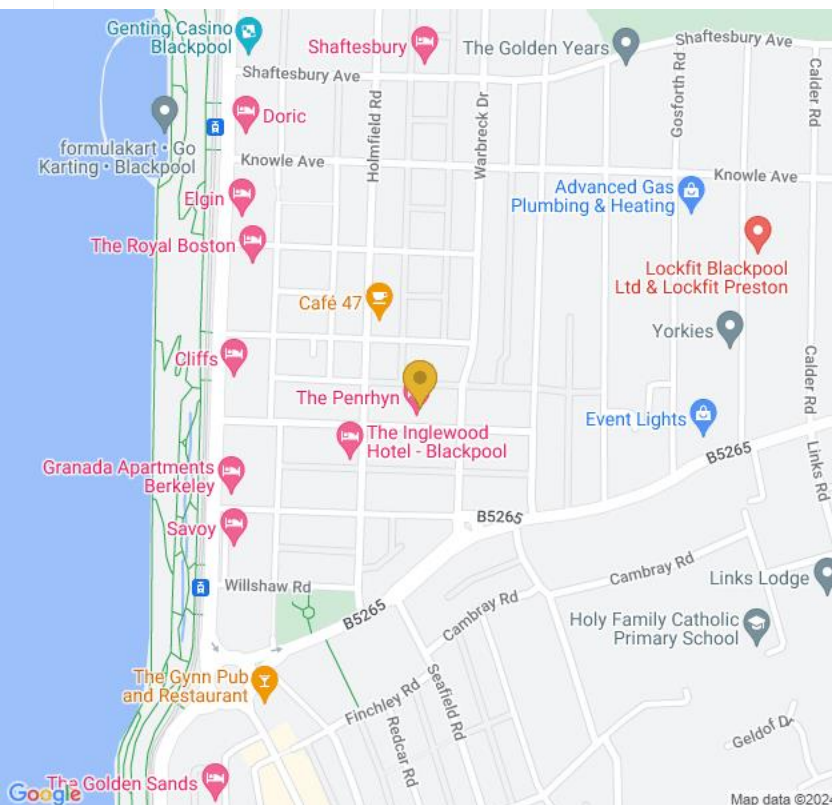 Genting Casino
Blackpool
Shaftesbury
The Golden Years
Shaftesbury Ave
Shaftesbury Ave
Calder Rd
Gosforth Rd
Holmfield Rd
Warbreck Dr
Doric
formulakart • Go
Karting • Blackpool
Knowle Ave
Knowle Ave
Elgin
Advanced Gas
Plumbing & Heating
The Royal Boston
Lockfit Blackpool
Ltd & Lockfit Preston
Café 47
Yorkies
Cliffs
Calder Rd
The Penrhyn
Event Lights
The Inglewood
Hotel - Blackpool
B5265
Links Rd
Granada Apartments
Berkeley
B5265
Savoy
Willshaw Rd
Cambray Rd
Links Lodge
B5265
Cambray Rd
Holy Family Catholic
Primary School
The Gynn Pub
and Restaurant
Finchley Rd
Seafield Rd
Redcar Rd
Geldof D
The Golden Sands
Google
Map data ©2024